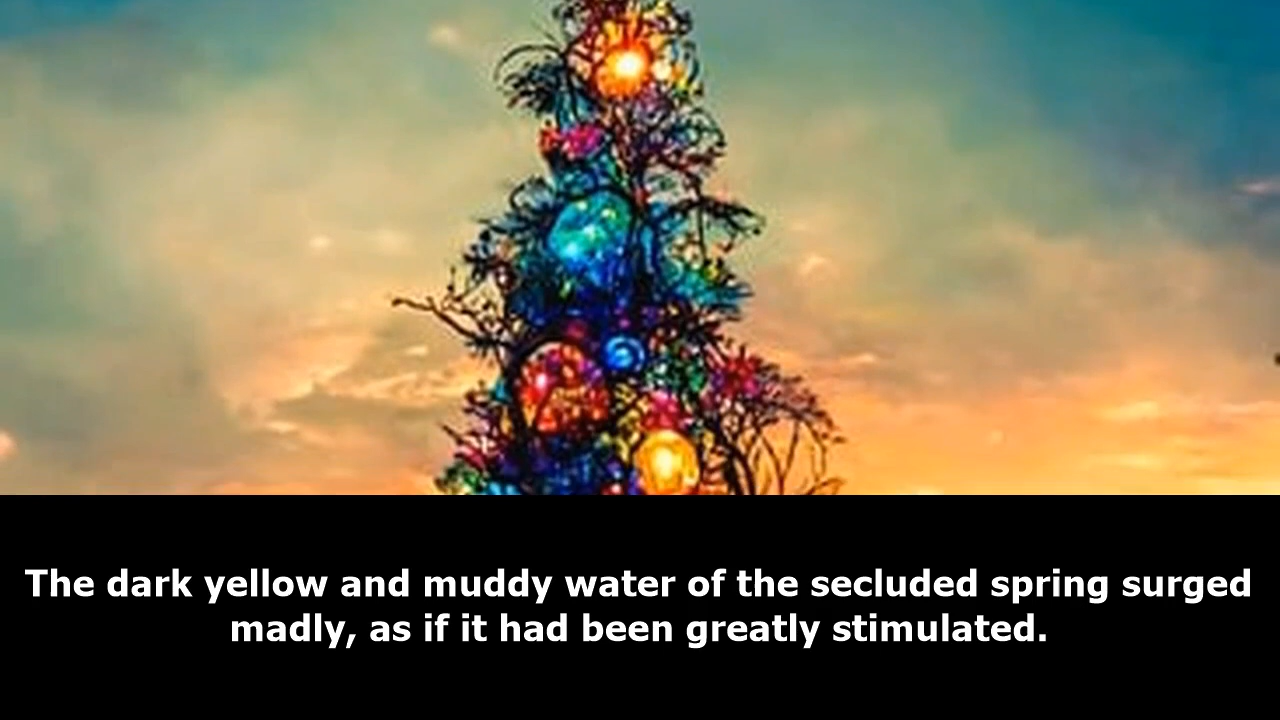 The dark yellow and muddy water of the secluded spring surged
madly, as if it had been greatly stimulated.